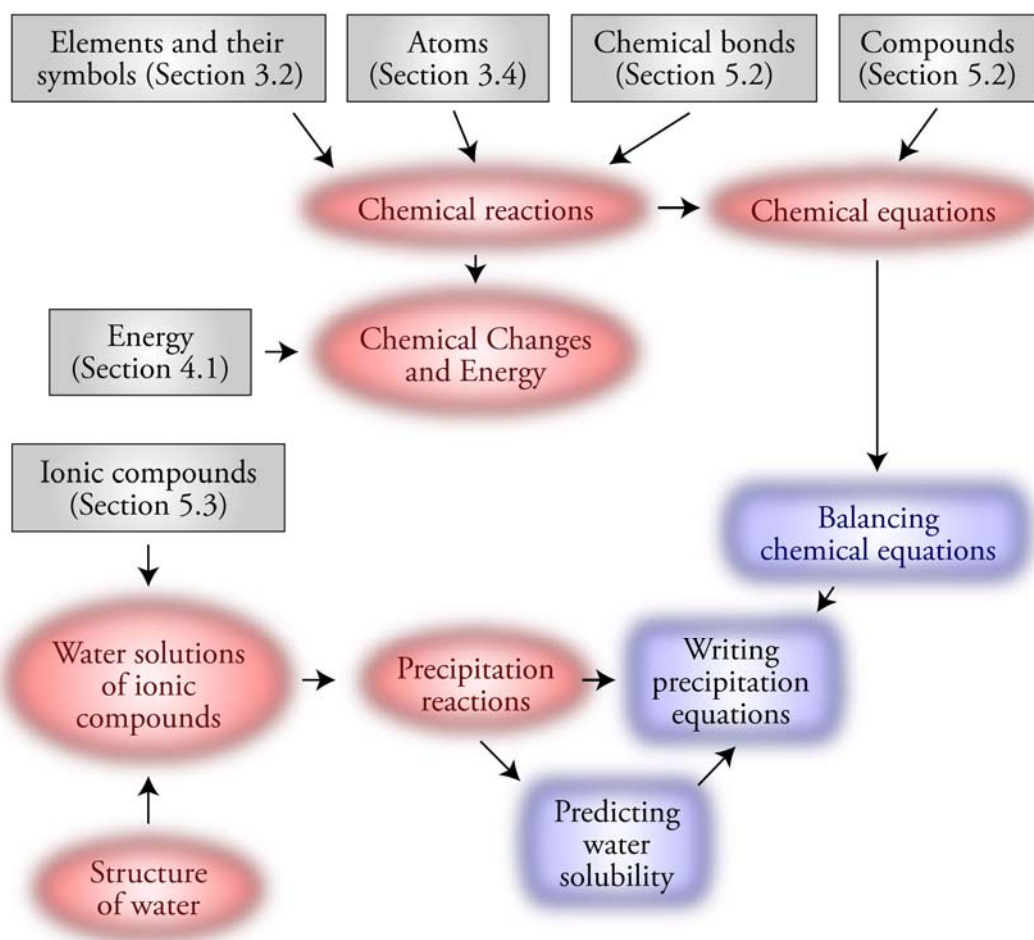 Elements and their
symbols (Section 3.2)
Atoms
(Section 3.4)
Chemical bonds
(Section 5.2)
Compounds
(Section 5.2)
Chemical reactions
Chemical equations
Energy
(Section 4.1)
Chemical Changes
and Energy
Ionic compounds
(Section 5.3)
Balancing
chemical equations
Water solutions
of ionic
compounds
Precipitation
reactions
Writing
precipitation
equations
Predicting
water
solubility
Structure
of water